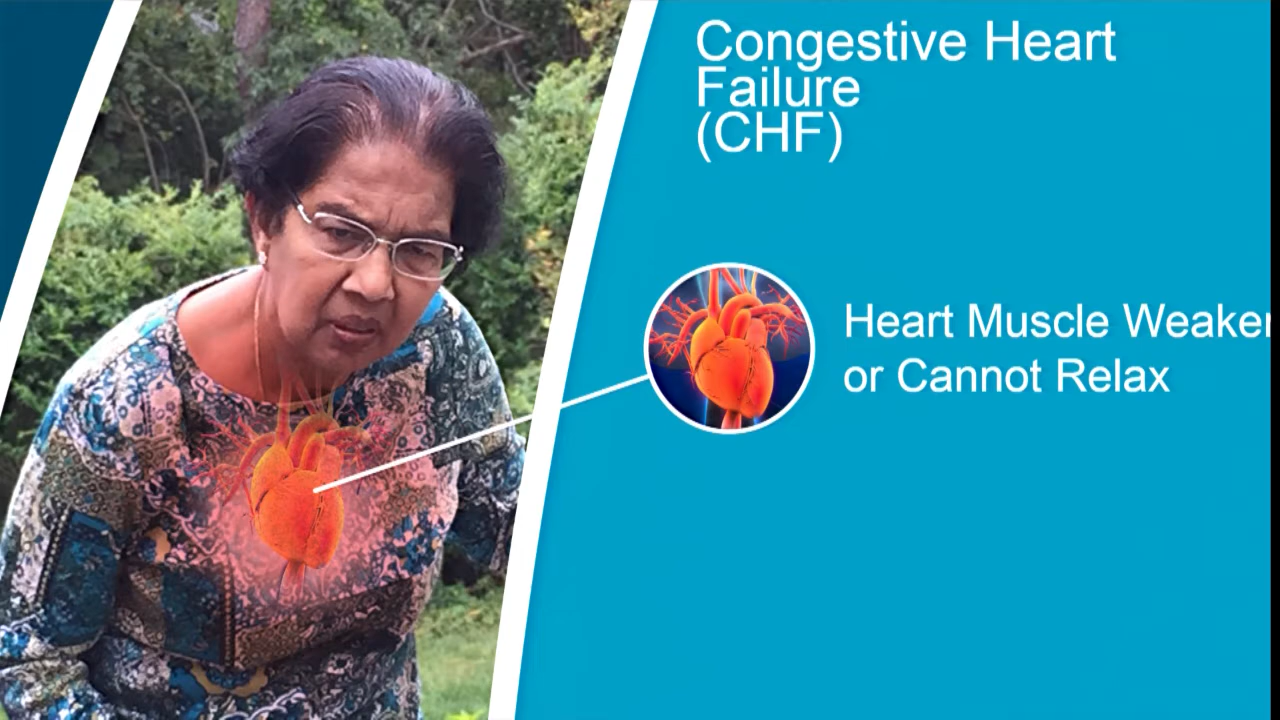 Congestive Heart
Failure
(CHF)
Heart Muscle Weaker
or Cannot Relax